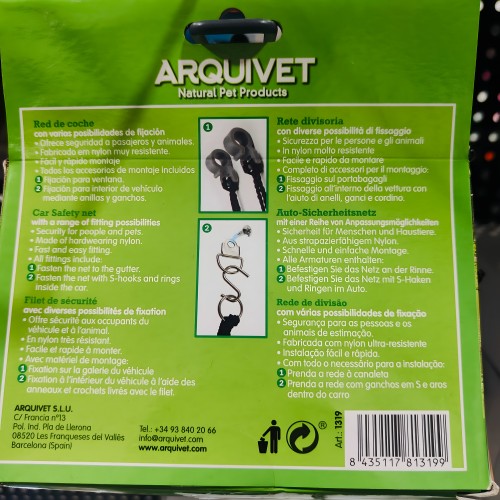 ARQUIVET
Natural Pet Products
Red de coche
con varias posibilidades de fijación
• Ofrece seguridad a pasajeros y animales.
• Fabricado en nylon muy resistente.
• Fácil y rápido montaje
• Todos los accesorios de montaje incluidos
1 Fijación para ventana.
2 Fijación para interior de vehículo
mediante anillas y ganchos.
Car Safety net
with a range of fitting possibilities
• Security for people and pets.
• Made of hardwearing nylon.
• Fast and easy fitting.
• All fittings include:
1 Fasten the net to the gutter.
2 Fasten the net with S-hooks and rings
inside the car.
Filet de sécurité
avec diverses possibilités de fixation
• Offre sécurité aux occupants du
véhicule et à l'animal.
• En nylon très résistent.
• Facile et rapide à monter.
• Avec matériel de montage:
1 Fixation sur la galerie du véhicule
2 Fixation à l'intérieur du véhicule à l'aide des
anneaux et crochets livrés avec le filet.
1
2
Rete divisoria
con diverse possibilità di fissaggio
• Sicurezza per le persone e gli animali
• In nylon molto resistente
• Facile e rapido da montare
• Completo di accessori per il montaggio:
1 Fissaggio sul portabagagli
2 Fissaggio all'interno della vettura con
l'aiuto di anelli, ganci e cordino.
Auto-Sicherheitsnetz
mit einer Reihe von Anpassungsmöglichkeiten
• Sicherheit für Menschen und Haustiere.
• Aus strapazierfähigem Nylon.
• Schnelle und einfache Montage.
• Alle Armaturen enthalten:
1 Befestigen Sie das Netz an der Rinne.
2 Befestigen Sie das Netz mit S-Haken
und Ringen im Auto.
Rede de divisão
com várias possibilidades de fixação
• Segurança para as pessoas e os
animais de estimação.
• Fabricada com nylon ultra-resistente
• Instalação fácil e rápida.
• Com todo o necessário para a instalação:
1 Prenda a rede à canaleta
2 Prenda a rede com ganchos em S e aros
dentro do carro
ARQUIVET S.L.U.
C/ Francia nº13
Pol. Ind. Pla de Llerona
08520 Les Franqueses del Vallès
Barcelona (Spain)
Tel.: +34 93 840 20 66
info@arquivet.com
www.arquivet.com
Art.: 1319
8 435117 813199